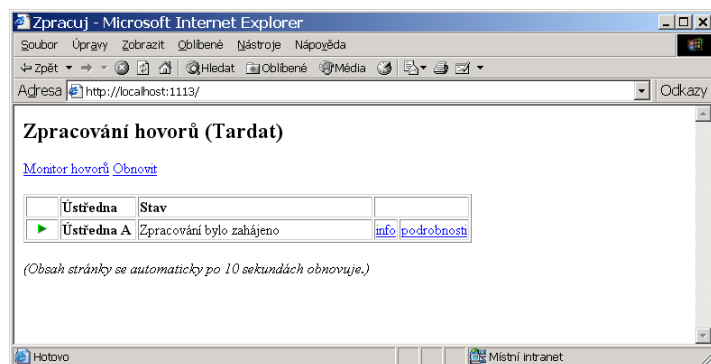 Zpracuj - Microsoft Internet Explorer
Soubor Úpravy Zobrazit Oblíbené Nástroje Nápověda
Zpět Hledat Oblíbené Média
Adresa http://localhost:1113/ Odkazy
Zpracování hovorů (Tardat)
Monitor hovorů Obnovit
Ústředna Stav
Ústředna A Zpracování bylo zahájeno info podrobnosti
(Obsah stránky se automaticky po 10 sekundách obnovuje.)
Hotovo Místní intranet